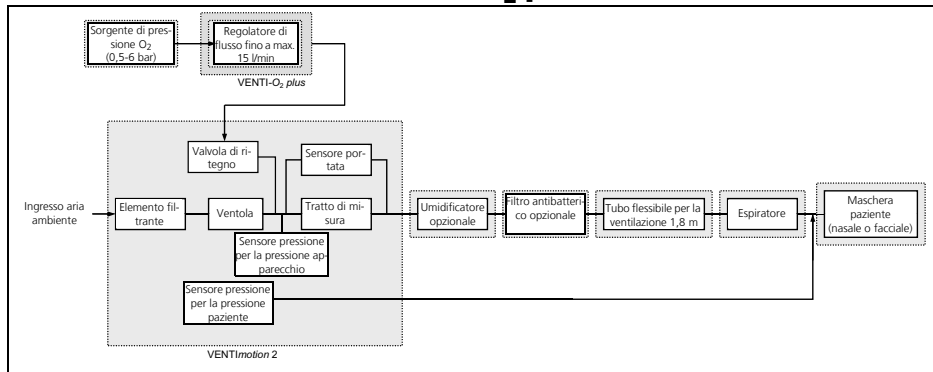 Sorgente di pres-
sione O₂
(0,5-6 bar)
Regolatore di
flusso fino a max.
15 l/min
VENTI-O₂ plus
Valvola di ri-
tegno
Sensore por-
tata
Ingresso aria
ambiente
Elemento fil-
trante
Ventola
Tratto di mi-
sura
Umidificatore
opzionale
Filtro antibatte-
rico opzionale
Tubo flessibile per la
ventilazione 1,8 m
Espiratore
Maschera
paziente
(nasale o facciale)
Sensore pressione
per la pressione ap-
parecchio
Sensore pressione
per la pressione
paziente
VENTImotion 2